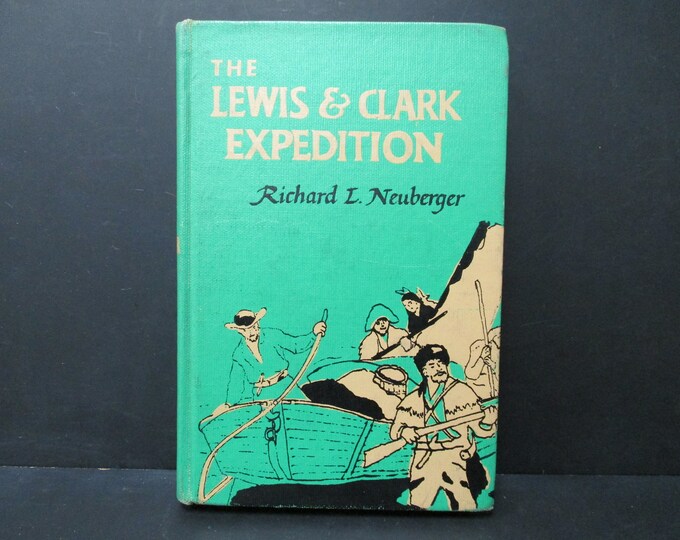 THE
LEWIS & CLARK
EXPEDITION
Richard L. Neuberger